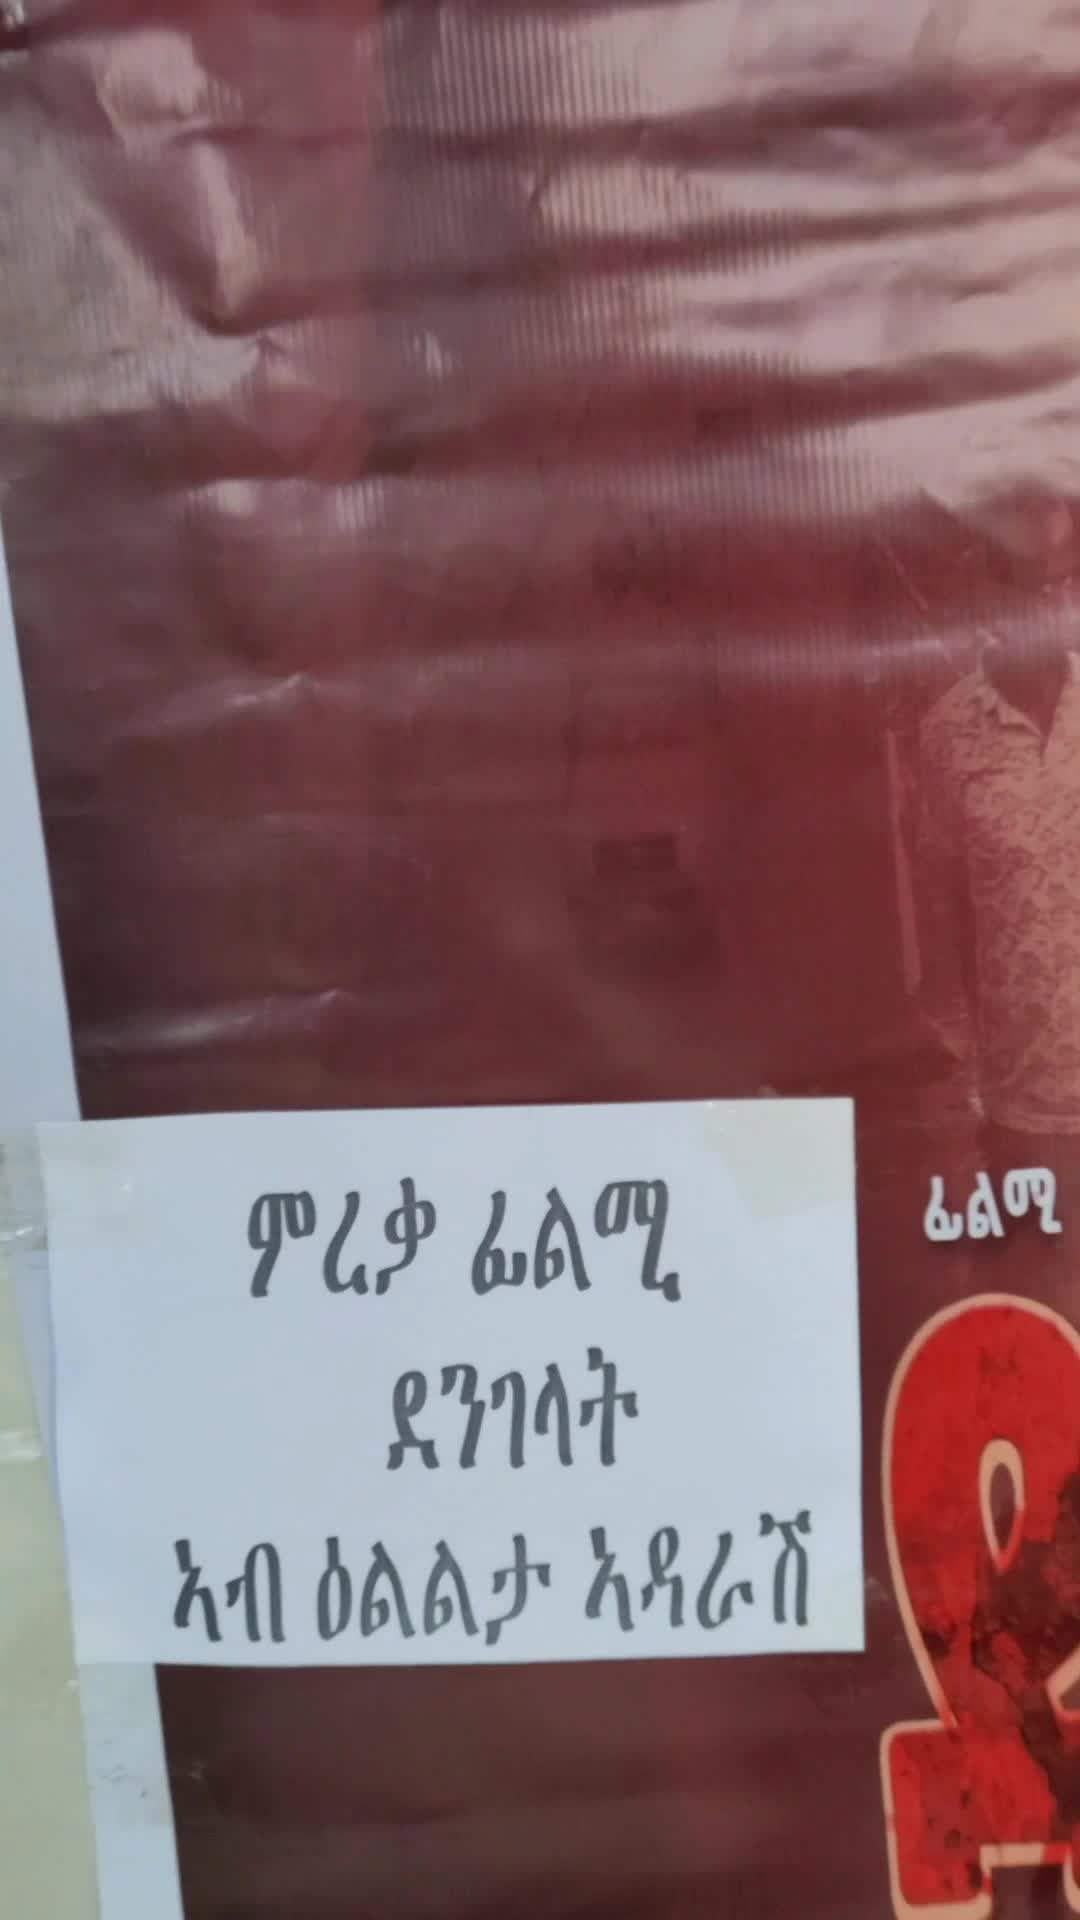 ምረቃ ፊልሚ
ደንገላት
ኣብ ዕልልታ ኣዳራሽ
ፊልሚ